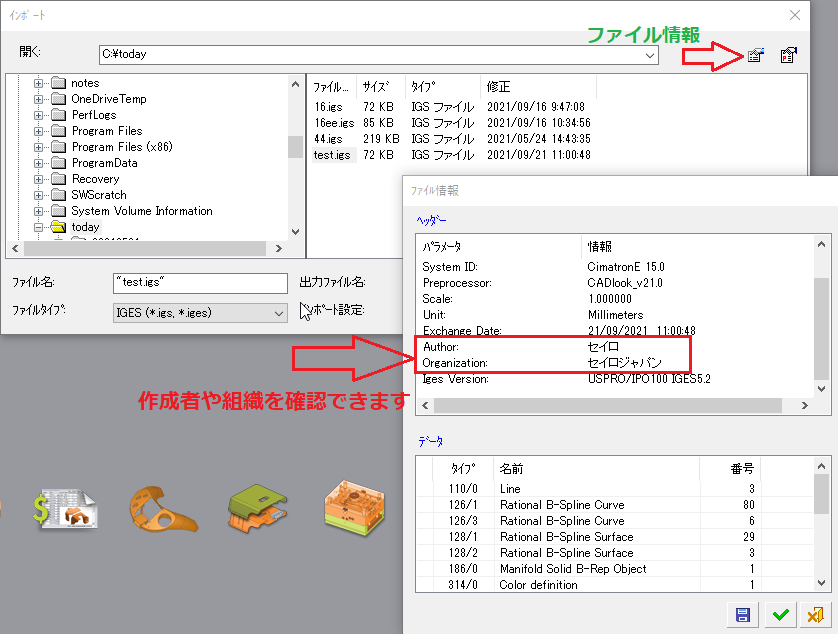 インポート
ファイル情報
開く:
C:¥today
notes
OneDriveTemp
PerfLogs
Program Files
Program Files (x86)
ProgramData
Recovery
SWScratch
System Volume Information
today
ファイル... サイズ タイプ 修正
16.igs 72 KB IGS ファイル 2021/09/16 9:47:08
16ee.igs 85 KB IGS ファイル 2021/09/16 10:34:56
44.igs 219 KB IGS ファイル 2021/05/24 14:43:35
test.igs 72 KB IGS ファイル 2021/09/21 11:00:48
ファイル名:
"test.igs"
出力ファイル名:
ファイルタイプ:
IGES (*.igs, *.iges)
インポート設定:
ファイル情報
ヘッダー
パラメータ 情報
System ID: CimatronE 15.0
Preprocessor: CADlook_v21.0
Scale: 1.000000
Unit: Millimeters
Exchange Date: 21/09/2021 11:00:48
Author: セイロ
Organization: セイロジャパン
Iges Version: USPRO/IPO100 IGES5.2
作成者や組織を確認できます
データ
タイプ 名前 番号
110/0 Line 3
126/1 Rational B-Spline Curve 80
126/3 Rational B-Spline Curve 6
128/1 Rational B-Spline Surface 29
128/2 Rational B-Spline Surface 3
186/0 Manifold Solid B-Rep Object 1
314/0 Color definition 1